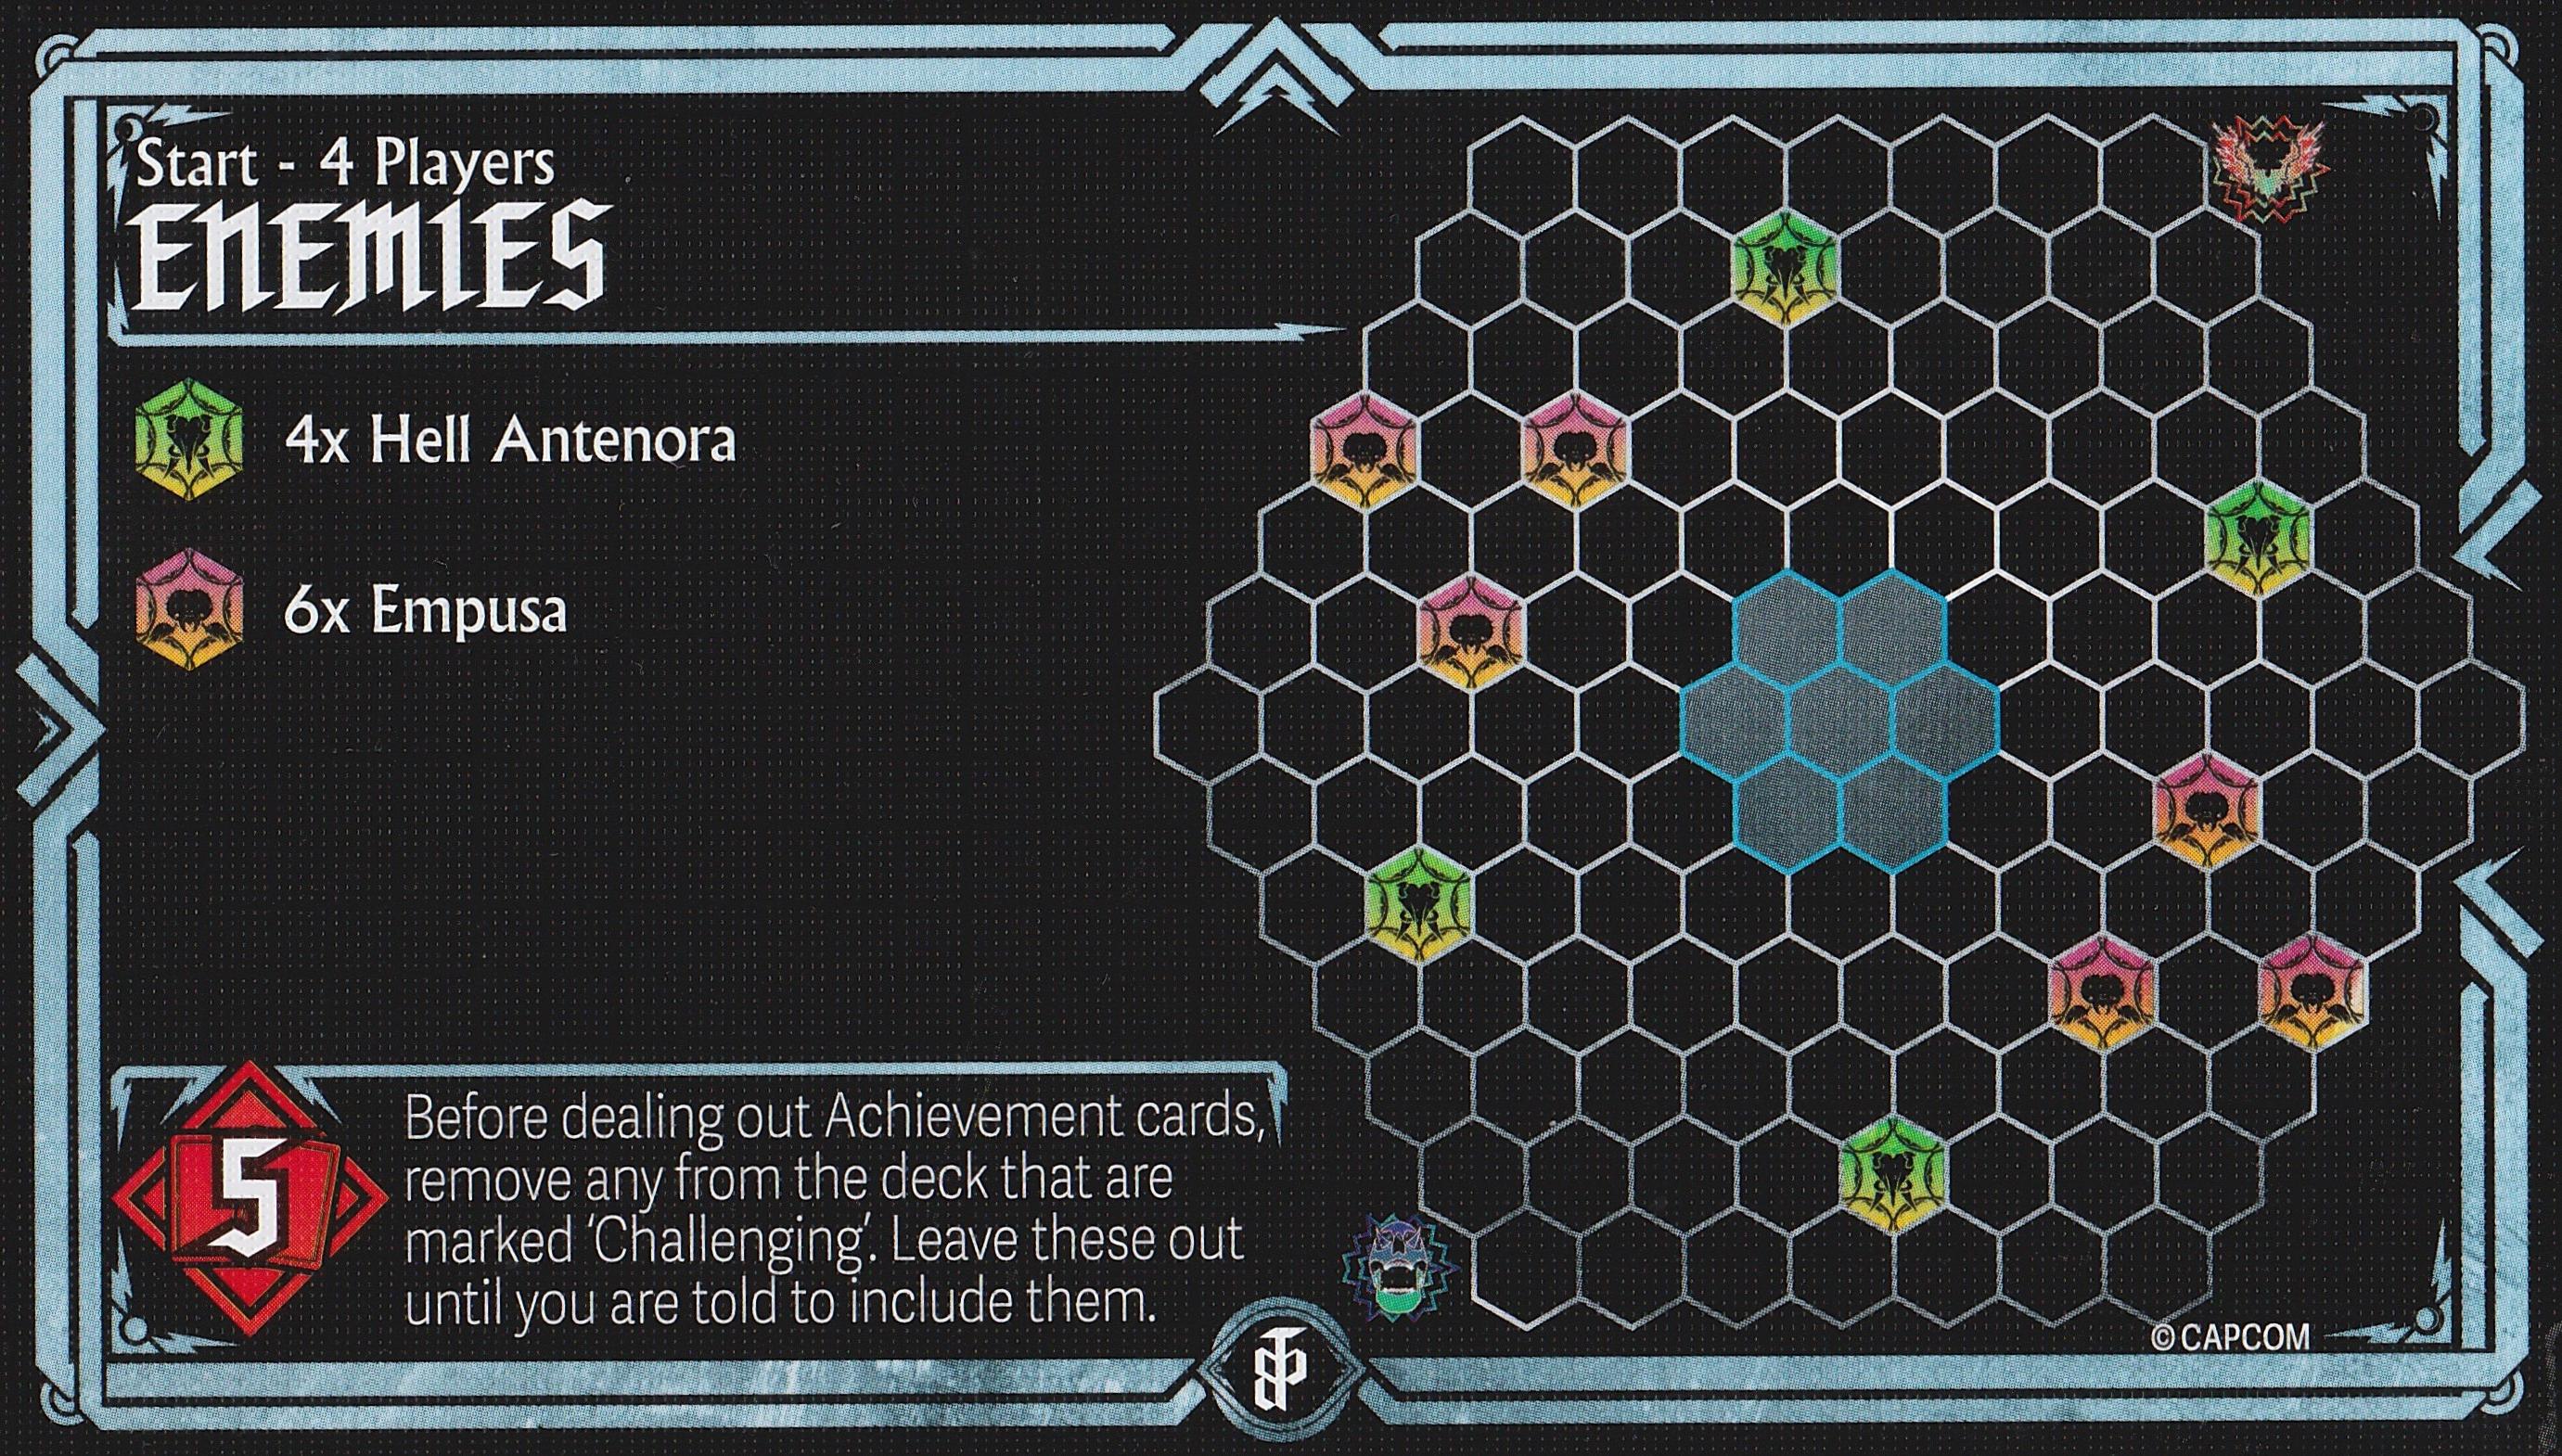 Start - 4 Players
ENEMIES
4x Hell Antenora
6x Empusa
5
Before dealing out Achievement cards,
remove any from the deck that are
marked ‘Challenging’. Leave these out
until you are told to include them.
© CAPCOM